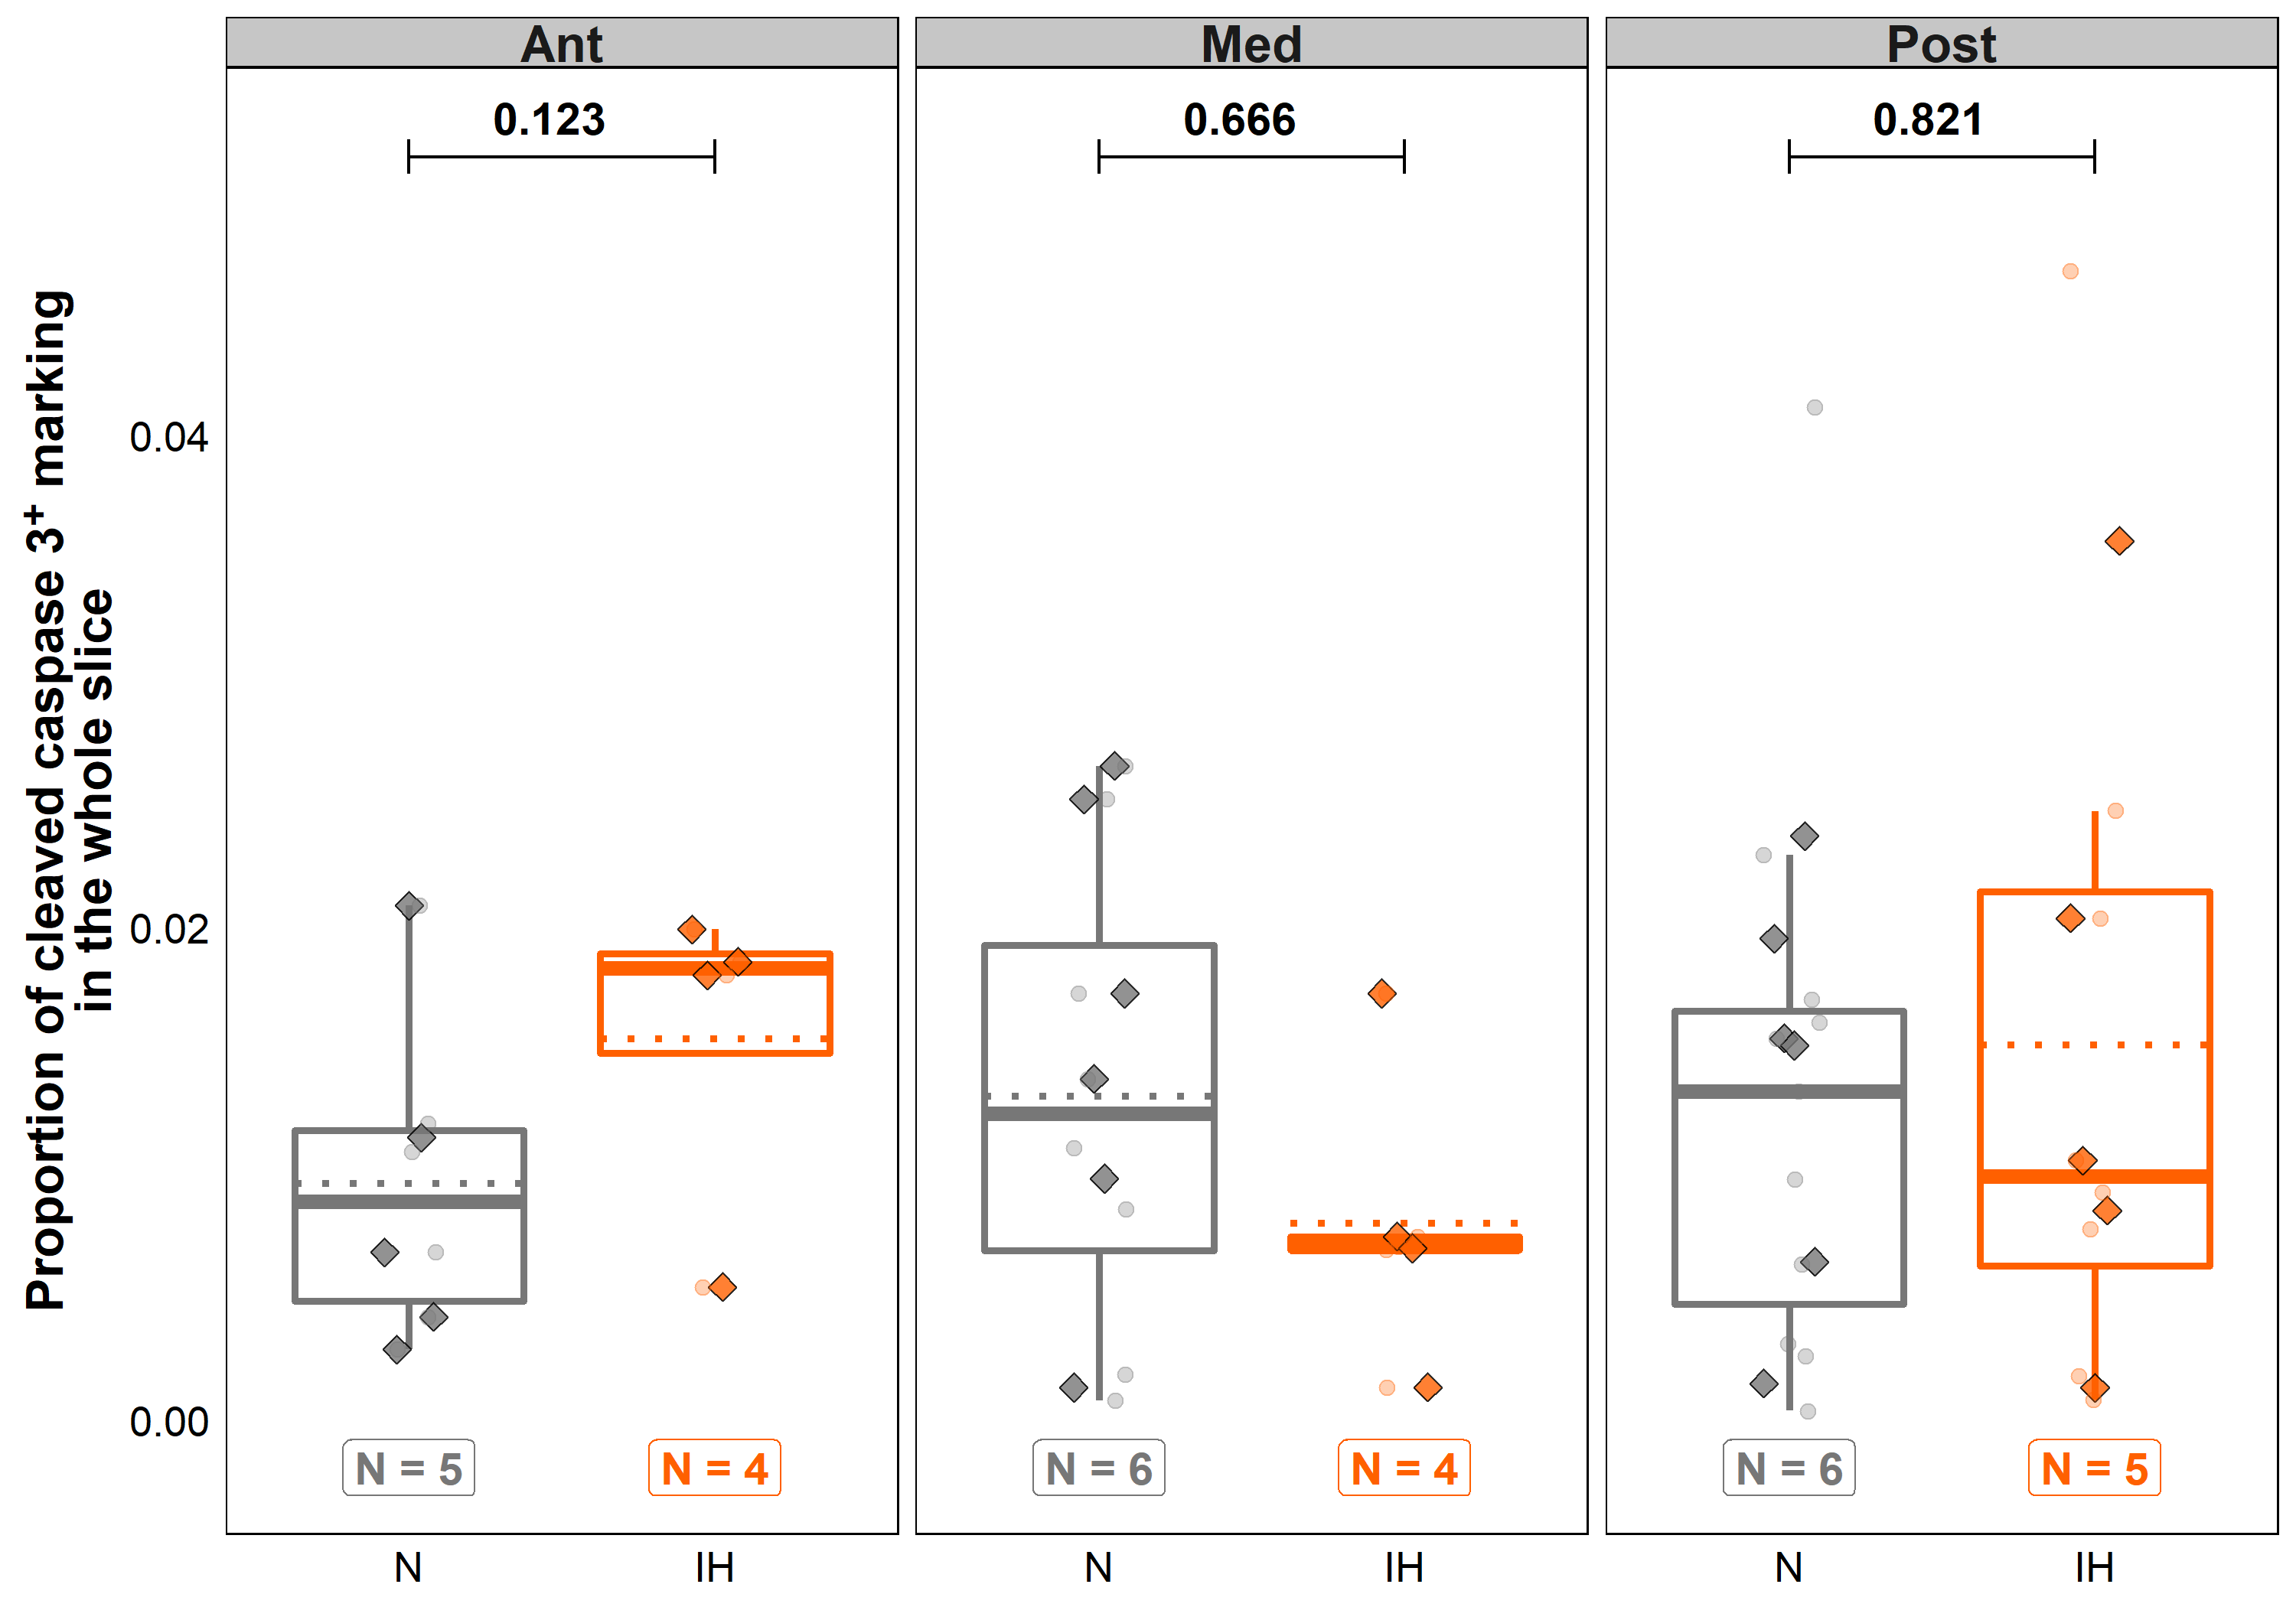 Ant
Med
Post
0.123
0.666
0.821
Proportion of cleaved caspase 3⁺ marking
in the whole slice
0.04
0.02
0.00
N = 5
N = 4
N = 6
N = 4
N = 6
N = 5
N
IH
N
IH
N
IH